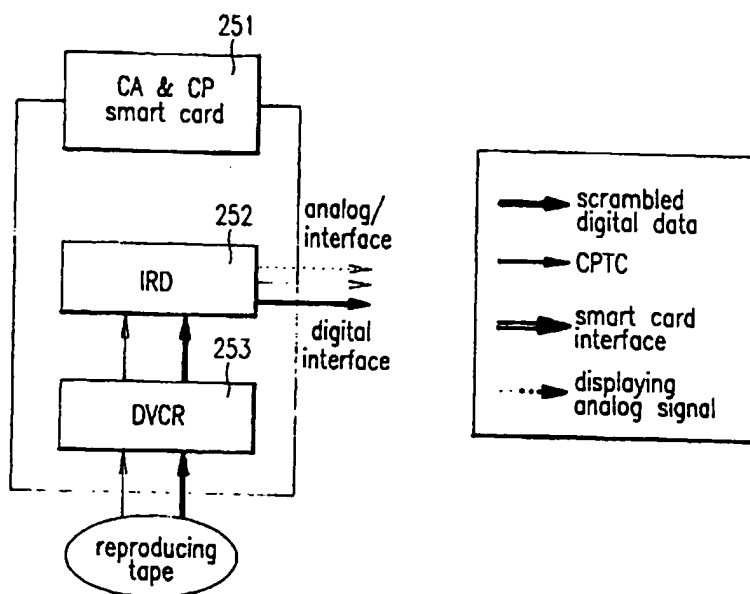 251
CA & CP
smart card
252
analog/
interface
IRD
digital
interface
253
DVCR
reproducing
tape
scrambled
digital data
CPTC
smart card
interface
displaying
analog signal